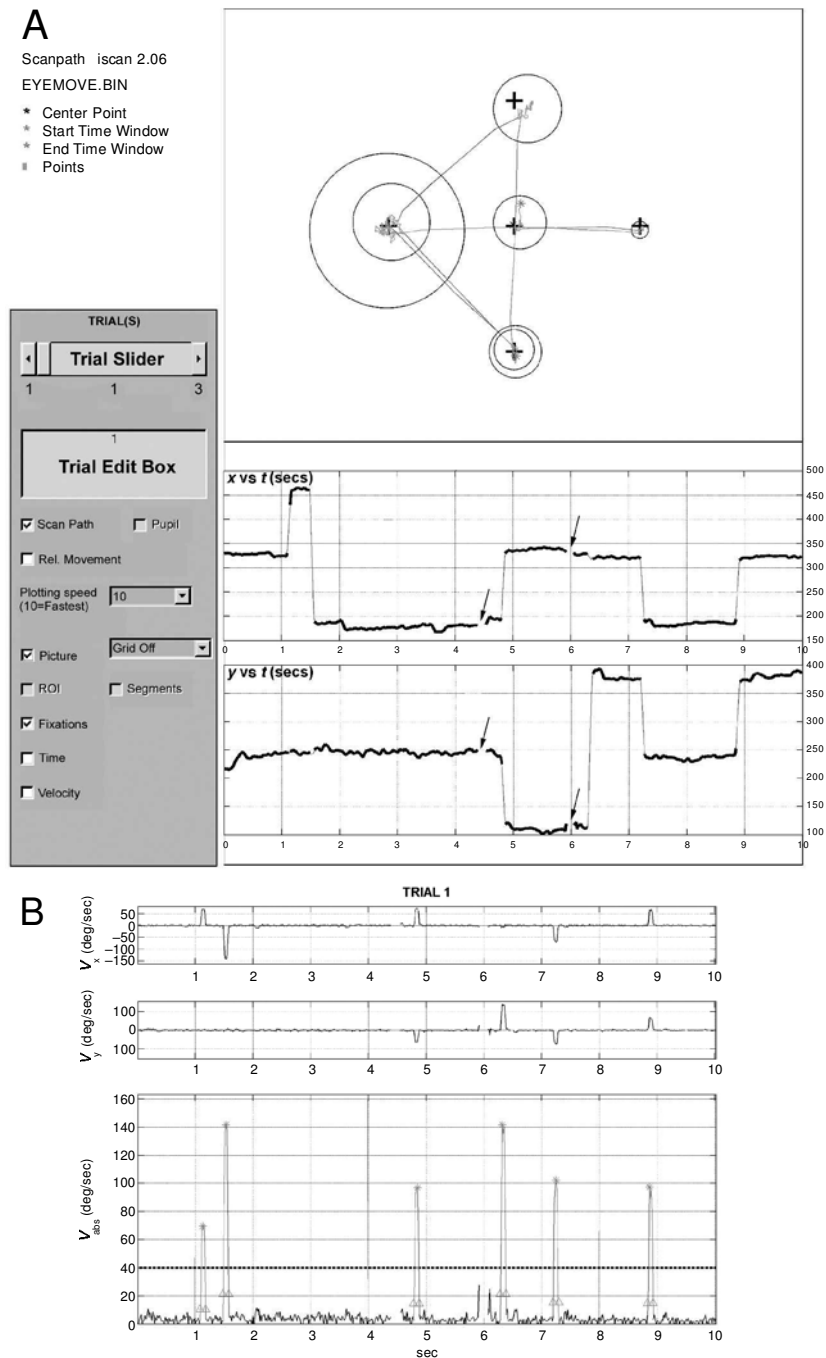 A
Scanpath iscan 2.06
EYEMOVE.BIN
* Center Point
* Start Time Window
* End Time Window
Points
TRIAL(S)
Trial Slider
1 1 3
1
Trial Edit Box
Scan Path Pupil
Rel. Movement
Plotting speed
(10=Fastest) 10
Picture Grid Off
ROI Segments
Fixations
Time
Velocity
x vs t (secs)
500
450
400
350
300
250
200
150
0 1 2 3 4 5 6 7 8 9 10
y vs t (secs)
400
350
300
250
200
150
100
0 1 2 3 4 5 6 7 8 9 10
B
TRIAL 1
Vx (deg/sec)
50
0
−50
−100
−150
1 2 3 4 5 6 7 8 9 10
Vy (deg/sec)
100
0
100
1 2 3 4 5 6 7 8 9 10
Vabs (deg/sec)
160
140
120
100
80
60
40
20
0
1 2 3 4 5 6 7 8 9 10
sec